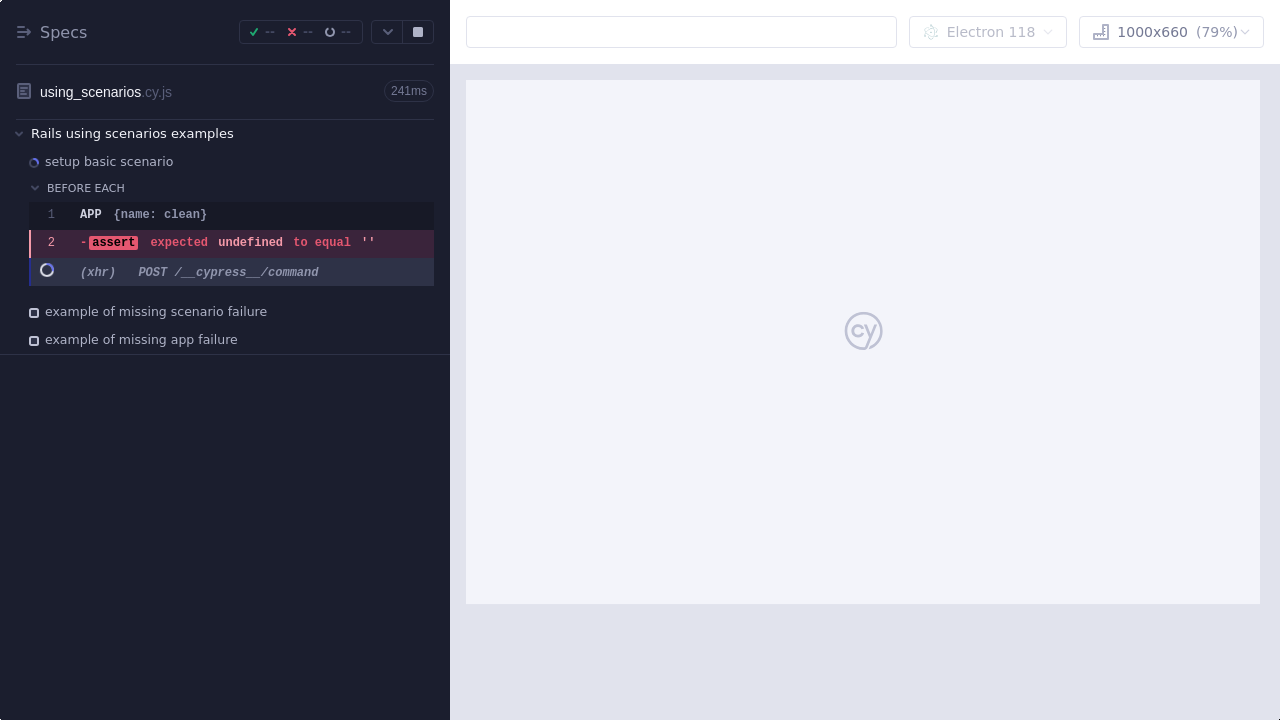 Specs -- -- --
using_scenarios.cy.js 241ms
Rails using scenarios examples
setup basic scenario
BEFORE EACH
1 APP {name: clean}
2 -assert expected undefined to equal ''
(xhr) POST /__cypress__/command
example of missing scenario failure
example of missing app failure
Electron 118 1000x660 (79%)
cy